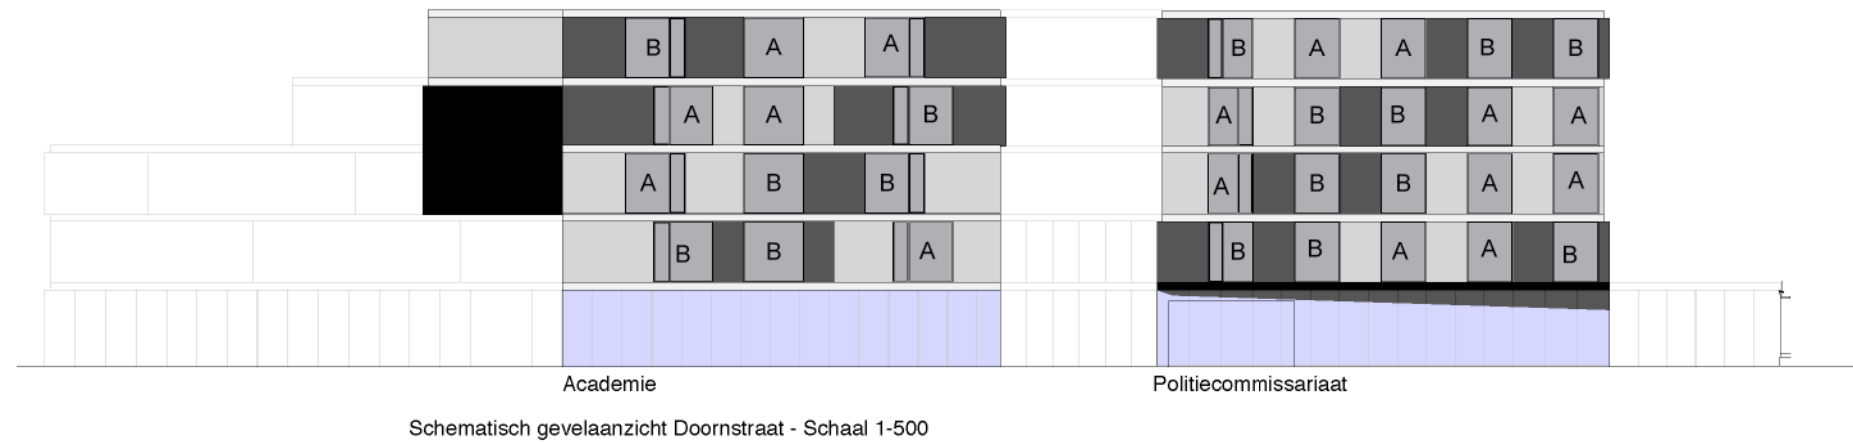 B A A B A A B B
A A B A B B A A
A B B A B B A A
B B A B B A A B
Academie Politiecommissariaat
Schematisch gevelaanzicht Doornstraat - Schaal 1-500